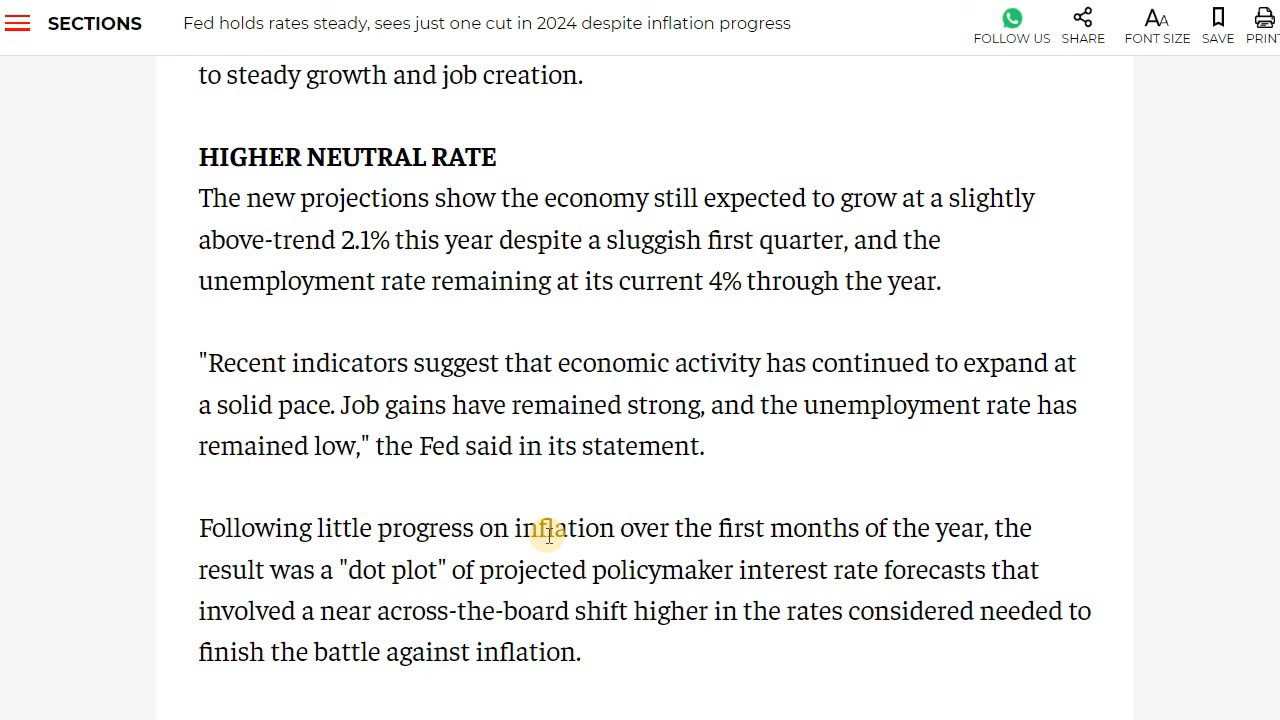 SECTIONS
Fed holds rates steady, sees just one cut in 2024 despite inflation progress
FOLLOW US
SHARE
FONT SIZE
SAVE
PRIN
to steady growth and job creation.
HIGHER NEUTRAL RATE
The new projections show the economy still expected to grow at a slightly
above-trend 2.1% this year despite a sluggish first quarter, and the
unemployment rate remaining at its current 4% through the year.
"Recent indicators suggest that economic activity has continued to expand at
a solid pace. Job gains have remained strong, and the unemployment rate has
remained low," the Fed said in its statement.
Following little progress on inflation over the first months of the year, the
result was a "dot plot" of projected policymaker interest rate forecasts that
involved a near across-the-board shift higher in the rates considered needed to
finish the battle against inflation.